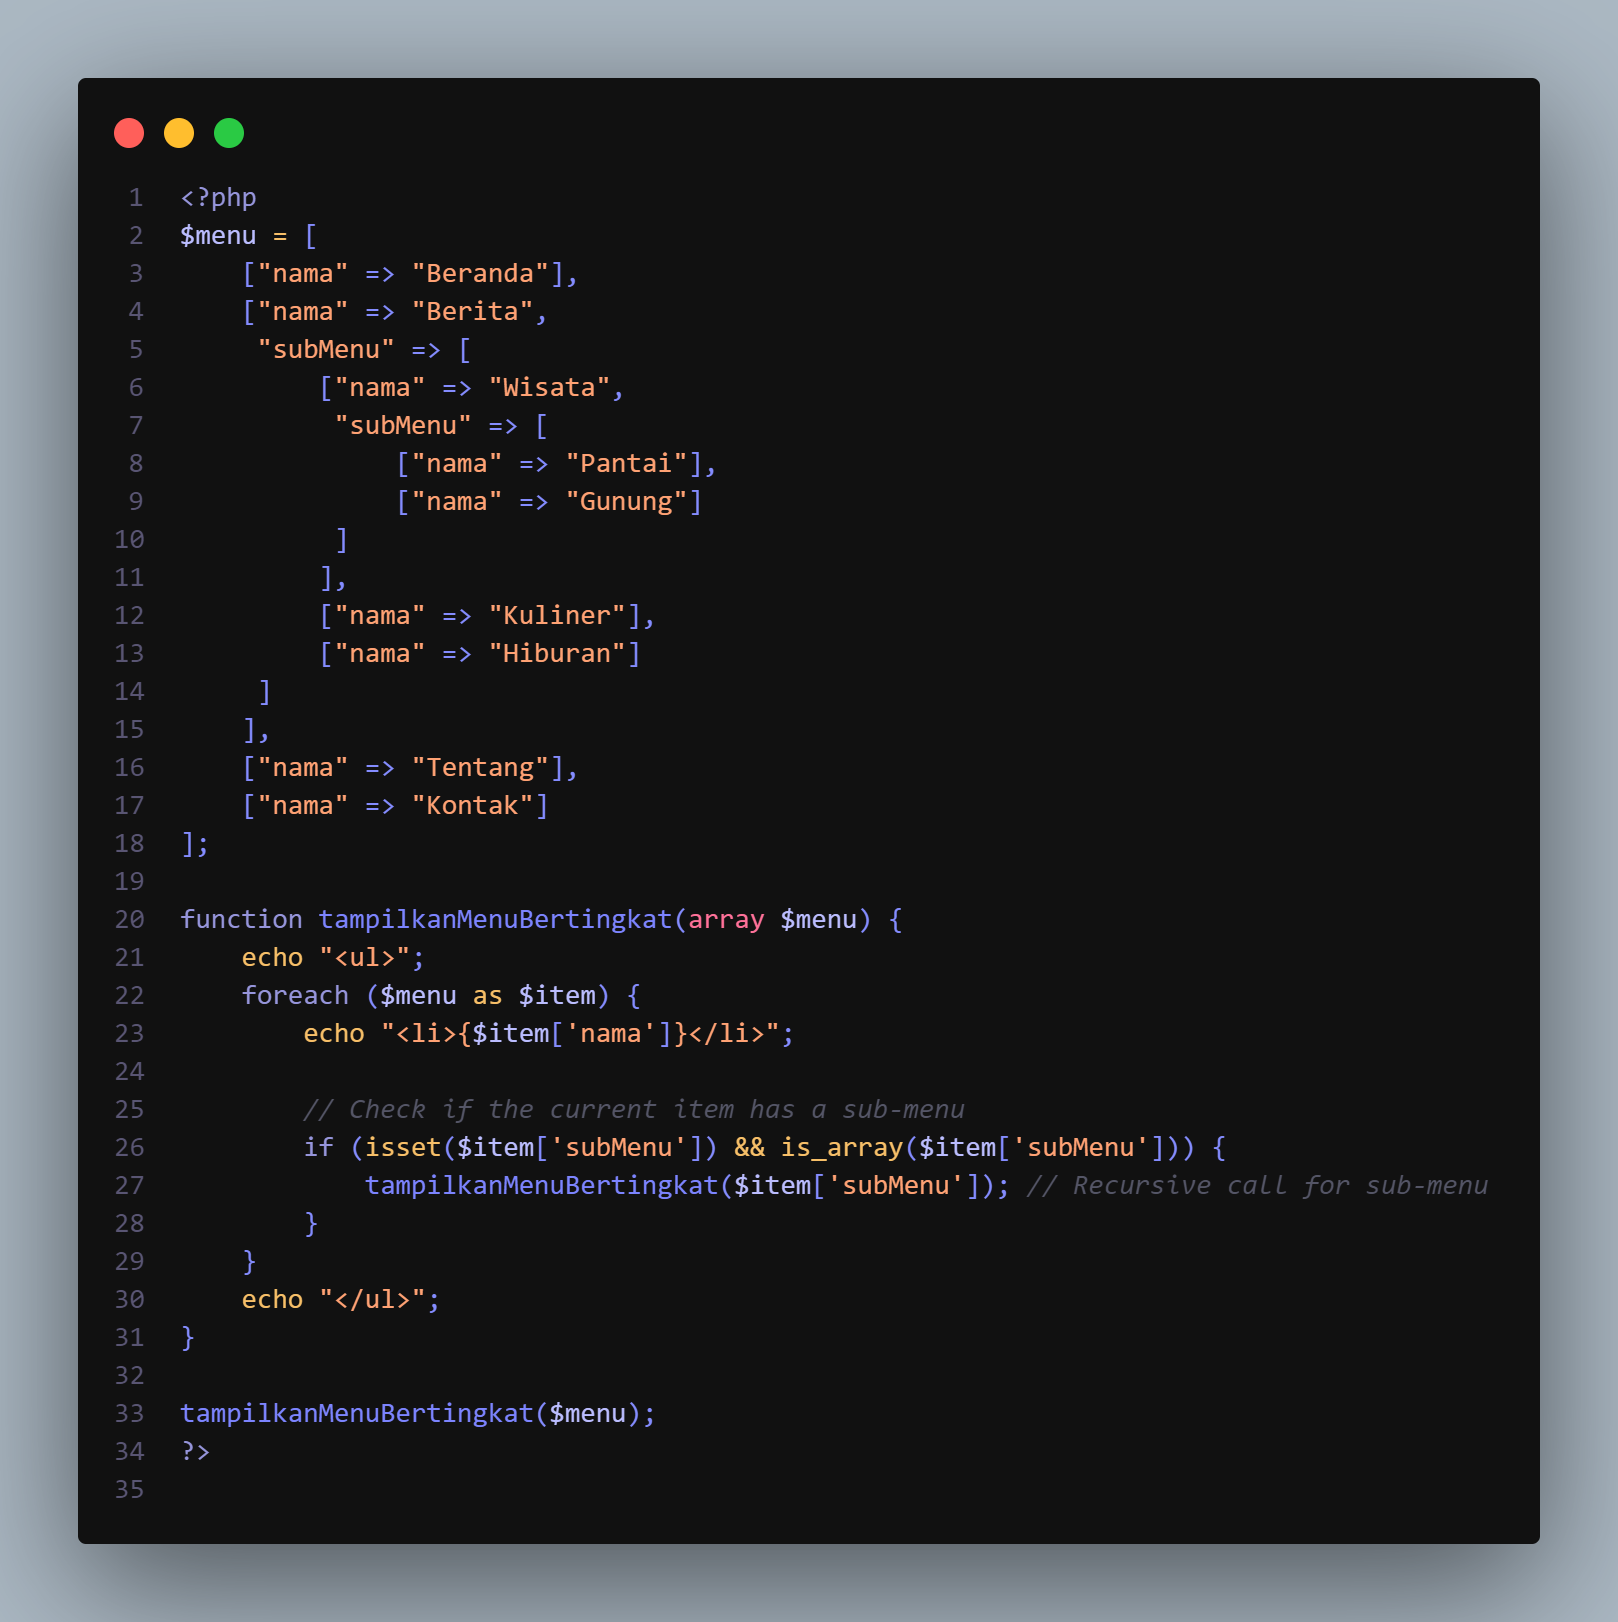 1 <?php
2 $menu = [
3     ["nama" => "Beranda"],
4     ["nama" => "Berita",
5      "subMenu" => [
6          ["nama" => "Wisata",
7           "subMenu" => [
8               ["nama" => "Pantai"],
9               ["nama" => "Gunung"]
10           ]
11          ],
12          ["nama" => "Kuliner"],
13          ["nama" => "Hiburan"]
14      ]
15     ],
16     ["nama" => "Tentang"],
17     ["nama" => "Kontak"]
18 ];
19
20 function tampilkanMenuBertingkat(array $menu) {
21     echo "<ul>";
22     foreach ($menu as $item) {
23         echo "<li>{$item['nama']}</li>";
24
25         // Check if the current item has a sub-menu
26         if (isset($item['subMenu']) && is_array($item['subMenu'])) {
27             tampilkanMenuBertingkat($item['subMenu']); // Recursive call for sub-menu
28         }
29     }
30     echo "</ul>";
31 }
32
33 tampilkanMenuBertingkat($menu);
34 ?>
35